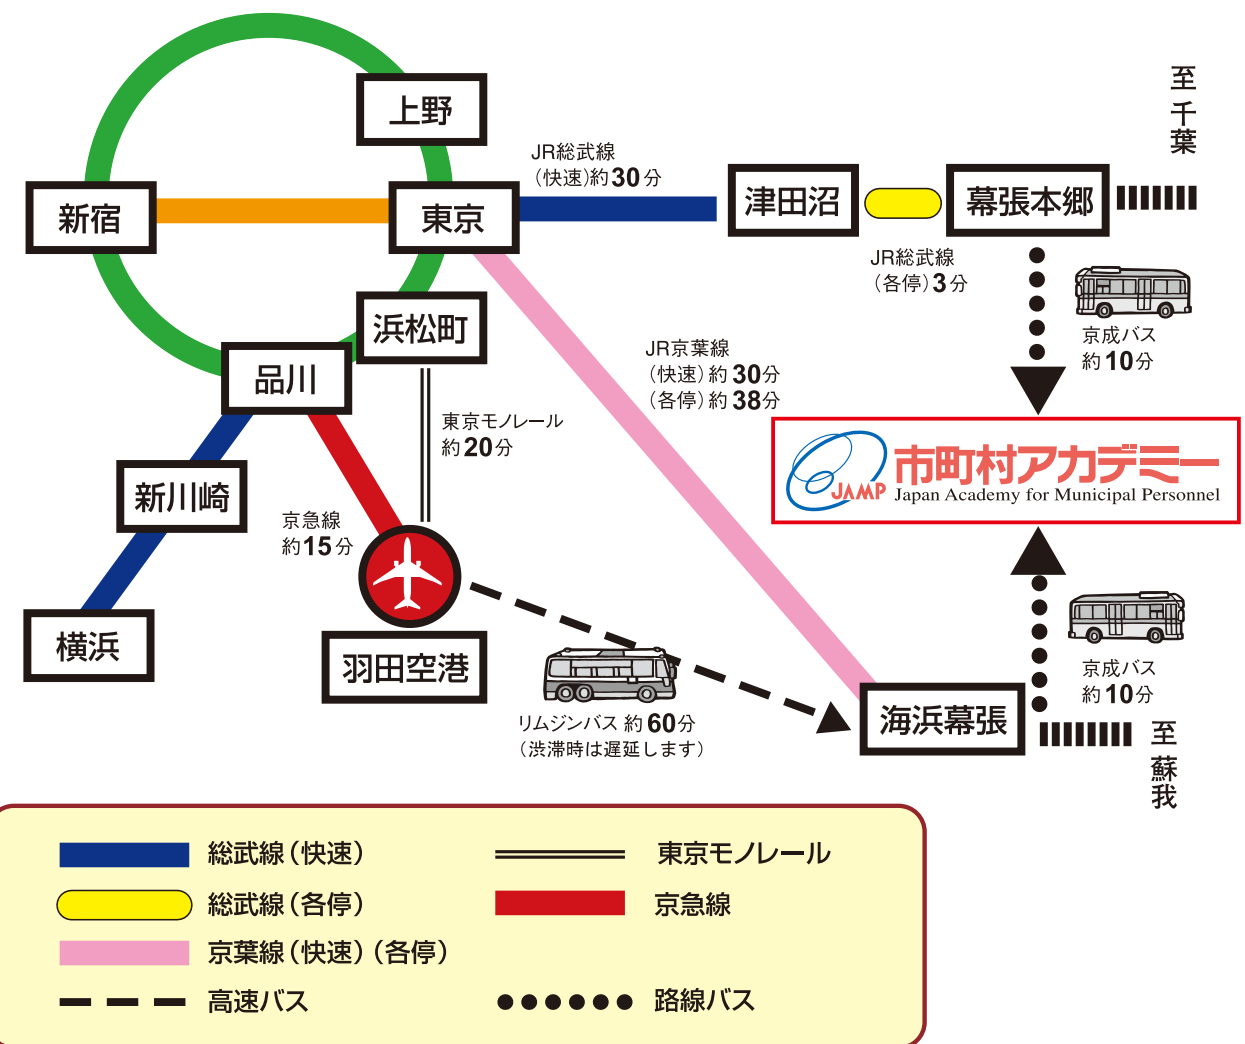 上野
至千葉
JR総武線
（快速）約30分
新宿
東京
津田沼
幕張本郷
JR総武線
（各停）3分
浜松町
京成バス
約10分
JR京葉線
（快速）約30分
（各停）約38分
品川
東京モノレール
約20分
JAMP
市町村アカデミー
Japan Academy for Municipal Personnel
新川崎
京急線
約15分
横浜
羽田空港
京成バス
約10分
リムジンバス 約60分
（渋滞時は遅延します）
海浜幕張
至蘇我
総武線（快速）
東京モノレール
総武線（各停）
京急線
京葉線（快速）（各停）
高速バス
路線バス